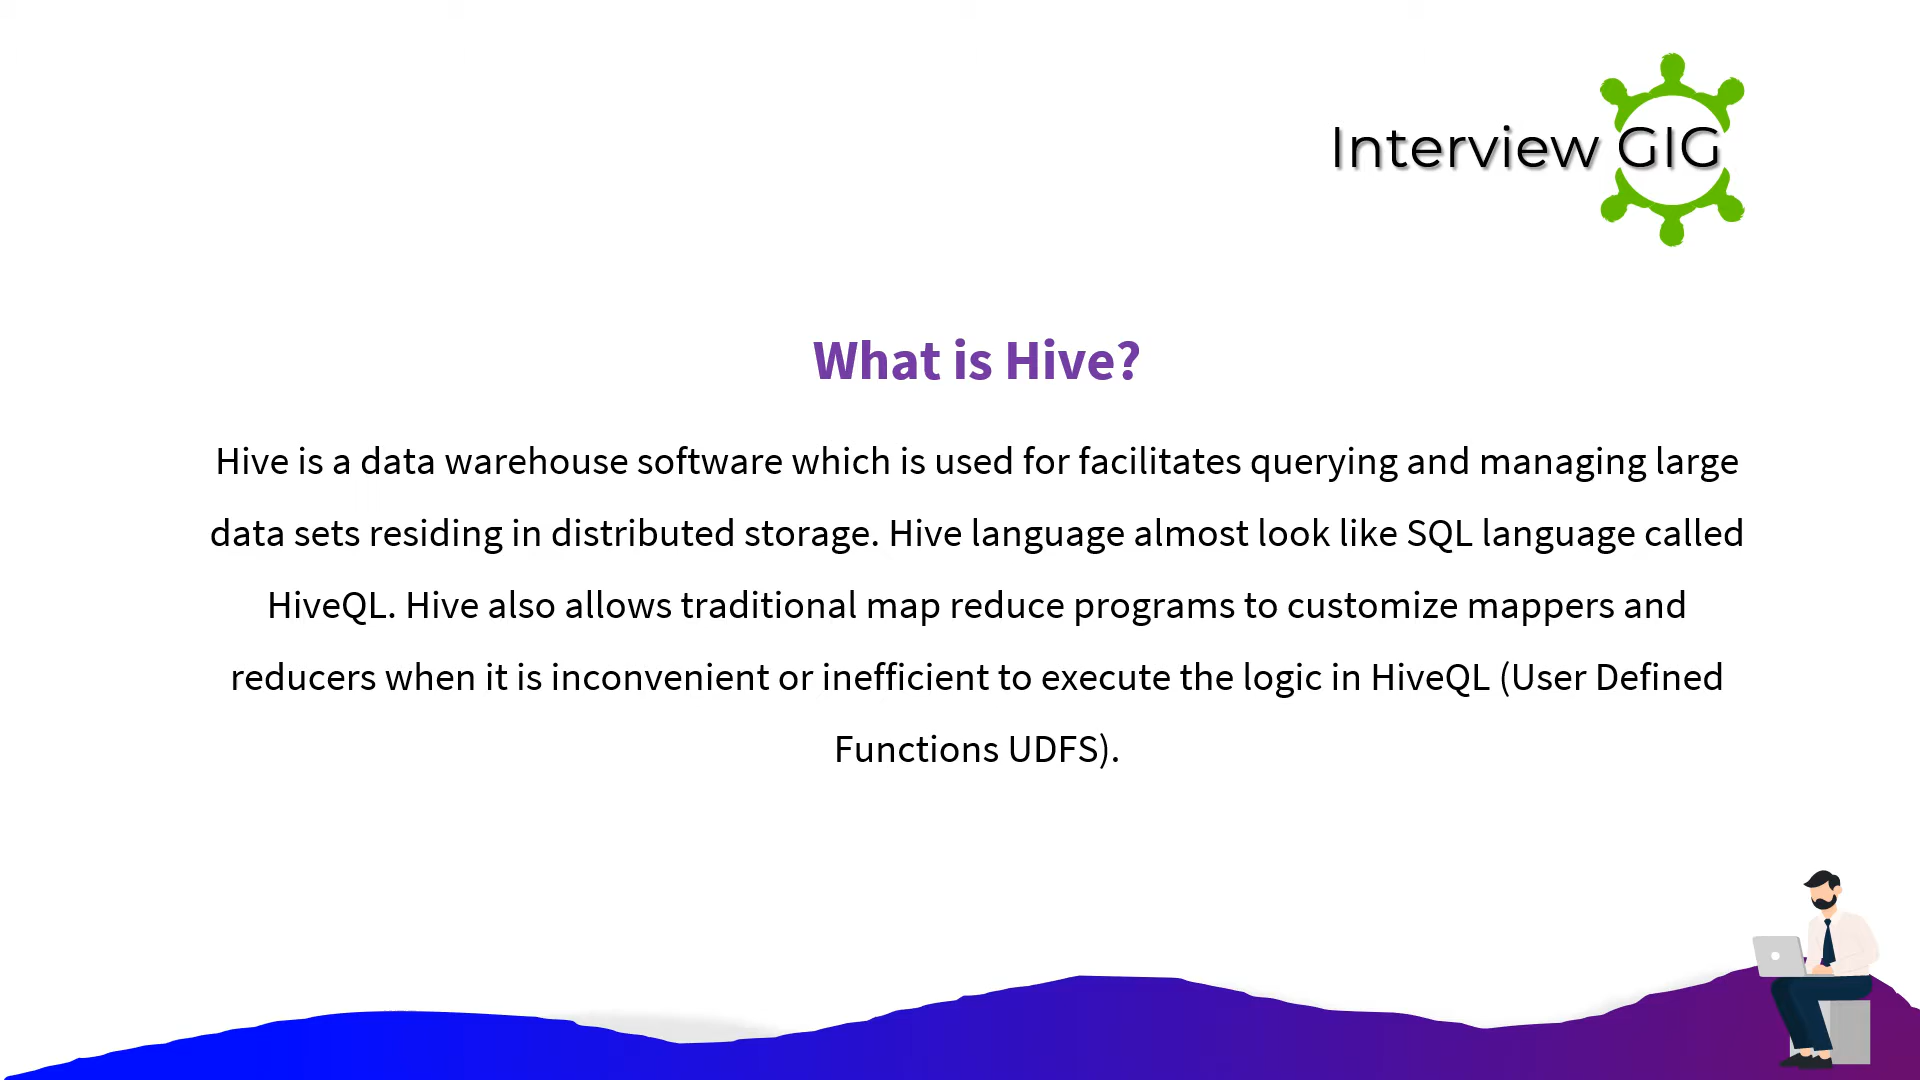 Interview GIG
What is Hive?
Hive is a data warehouse software which is used for facilitates querying and managing large
data sets residing in distributed storage. Hive language almost look like SQL language called
HiveQL. Hive also allows traditional map reduce programs to customize mappers and
reducers when it is inconvenient or inefficient to execute the logic in HiveQL (User Defined
Functions UDFS).